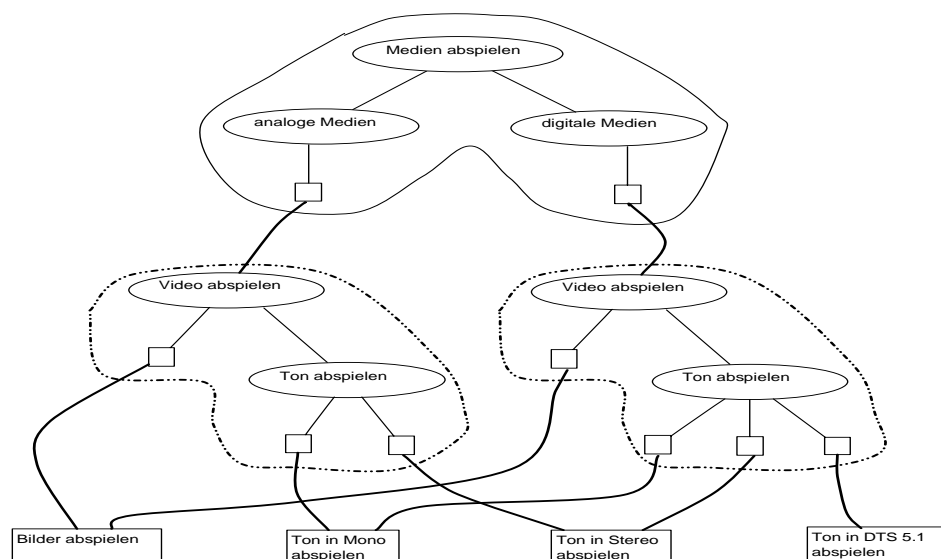 Medien abspielen
analoge Medien
digitale Medien
Video abspielen
Video abspielen
Ton abspielen
Ton abspielen
Bilder abspielen
Ton in Mono
abspielen
Ton in Stereo
abspielen
Ton in DTS 5.1
abspielen